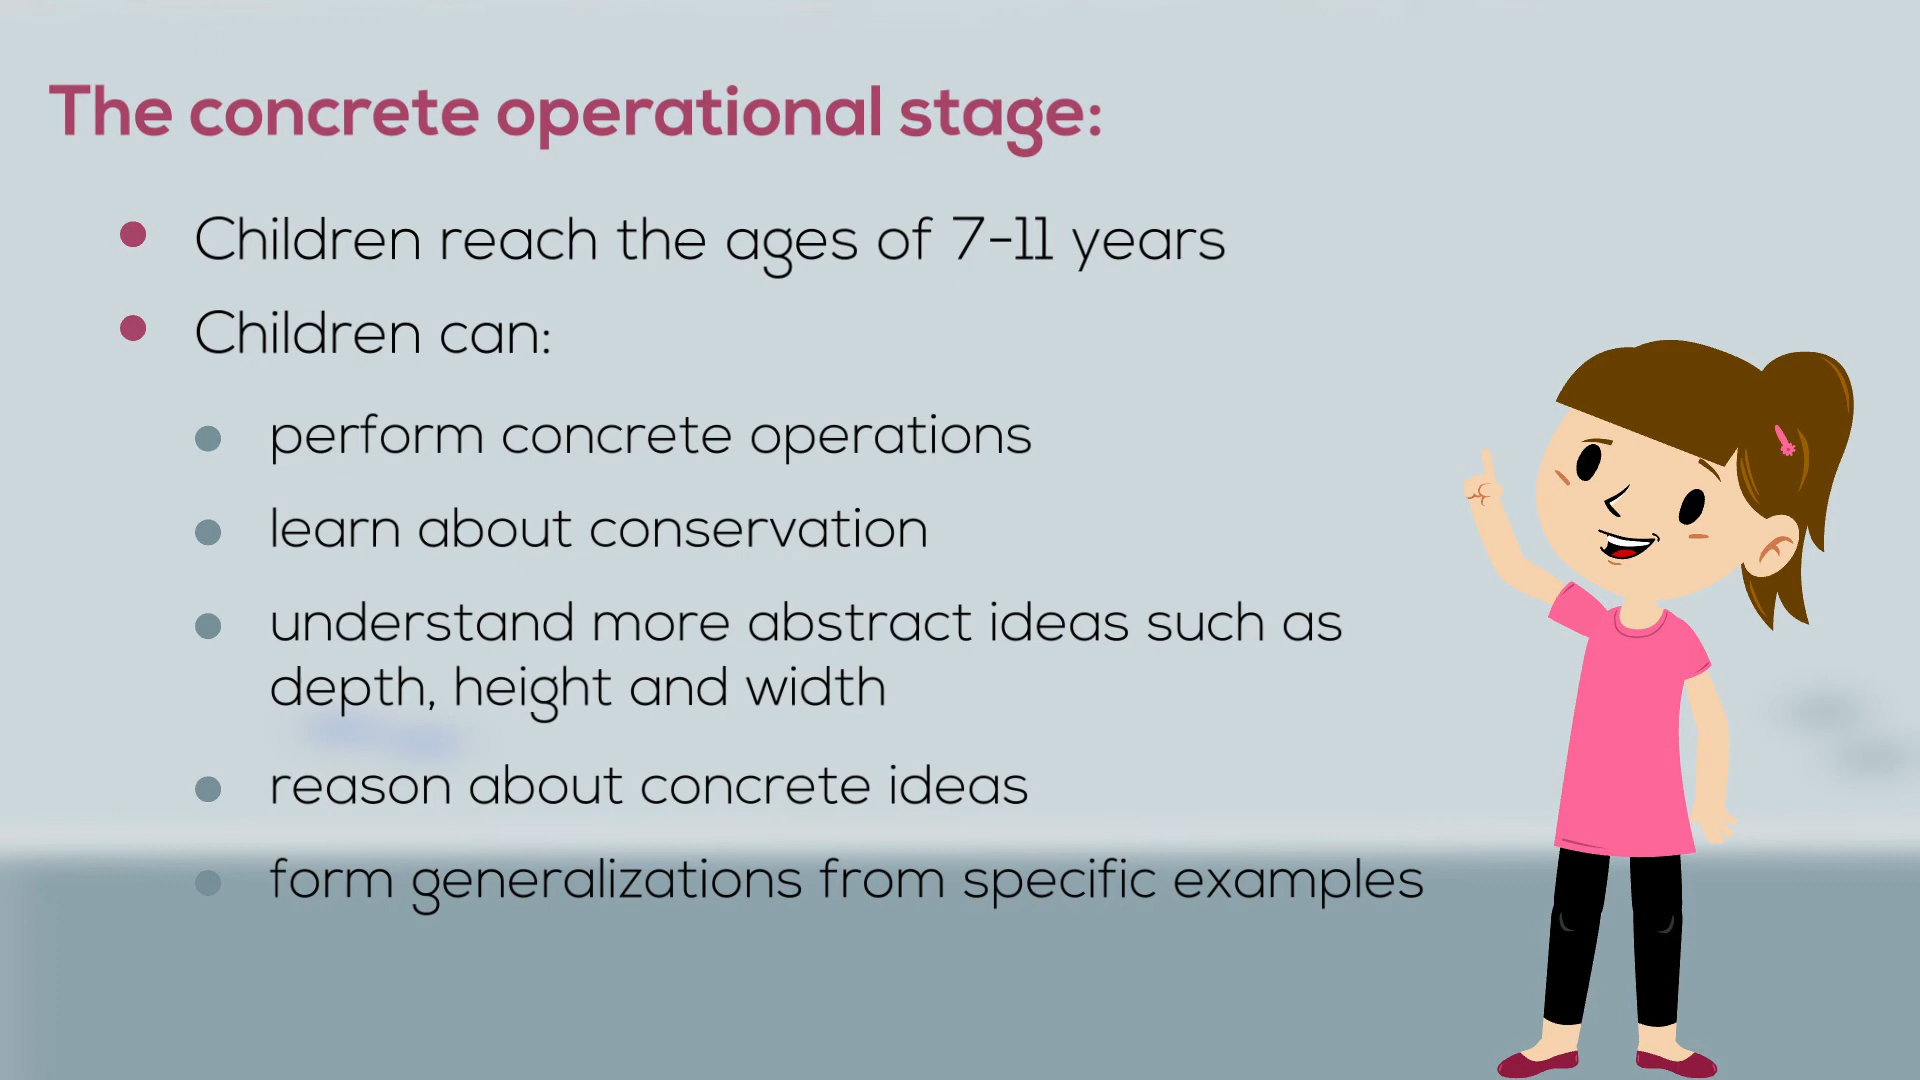 The concrete operational stage:
Children reach the ages of 7-11 years
Children can:
perform concrete operations
learn about conservation
understand more abstract ideas such as
depth, height and width
reason about concrete ideas
form generalizations from specific examples